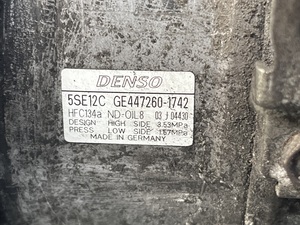 DENSO
5SE12C GE447260-1742
HFC134a ND-OIL8 03 J 04430
DESIGN HIGH SIDE 3.53MPa
PRESS LOW SIDE 1.57MPa
MADE IN GERMANY